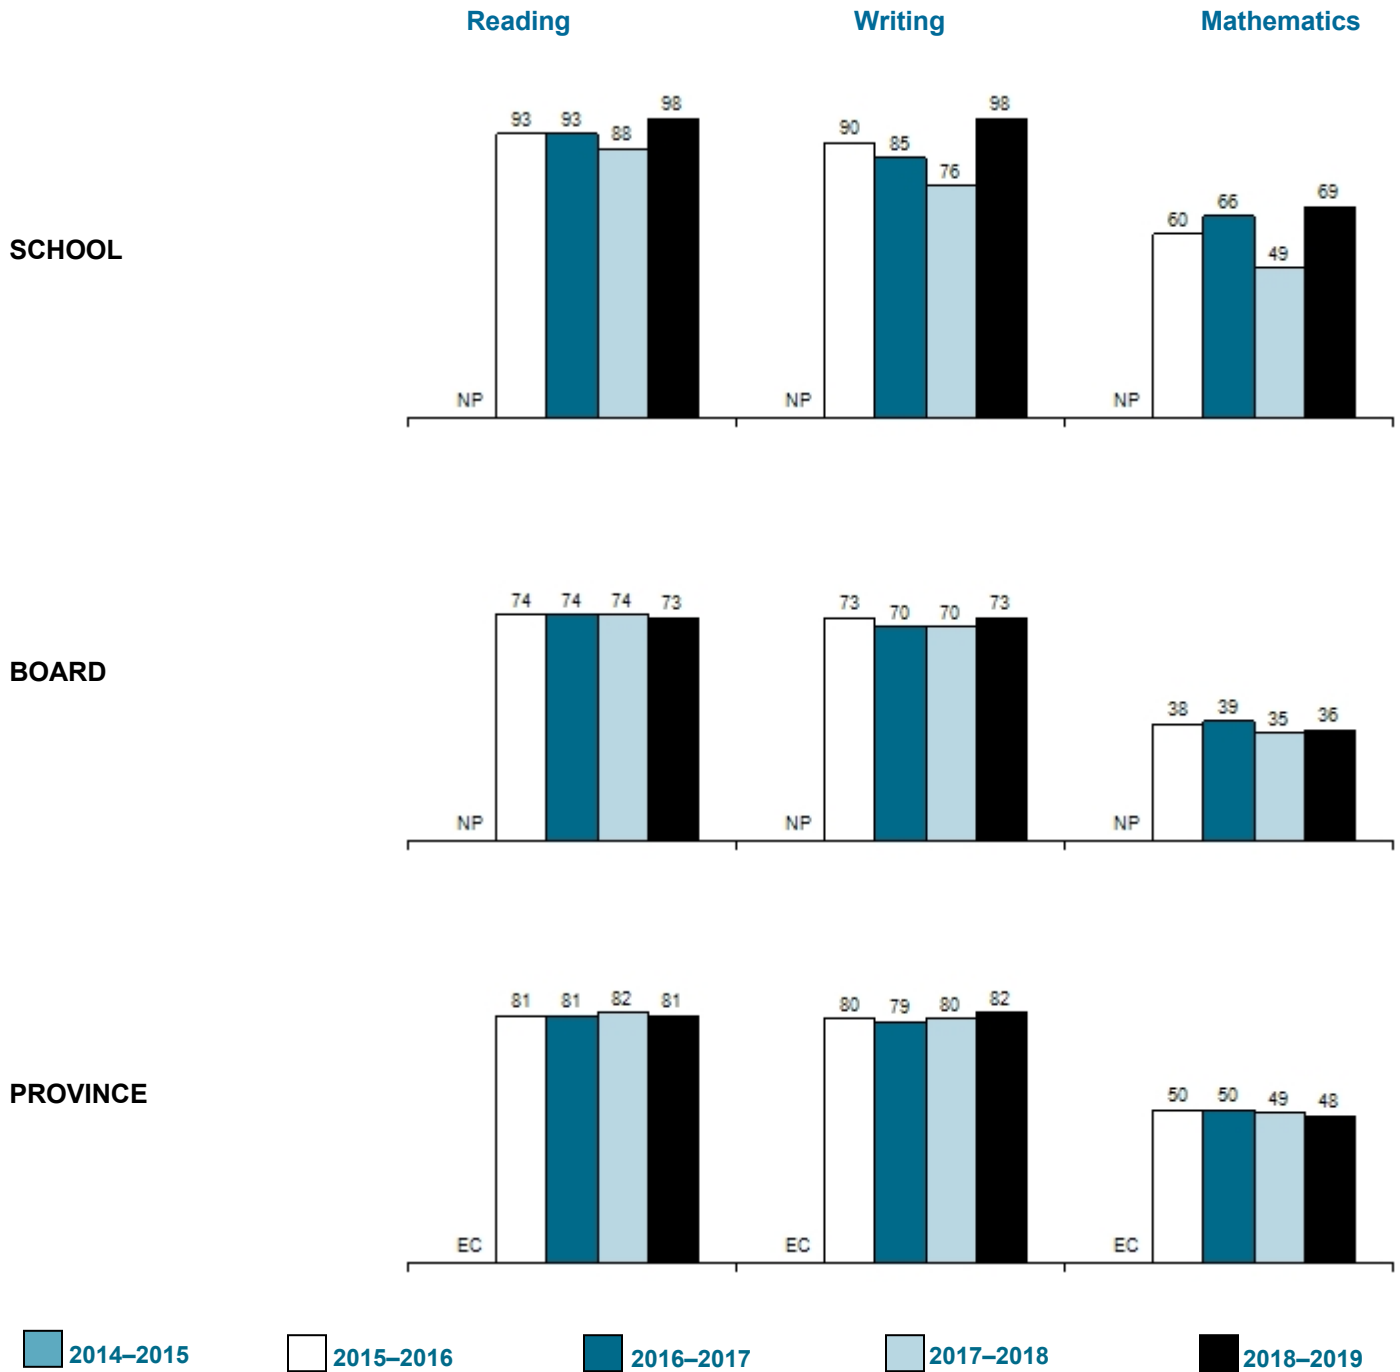 Reading Writing Mathematics
SCHOOL
NP 93 93 88 98 NP 90 85 76 98 NP 60 66 49 69
BOARD
NP 74 74 74 73 NP 73 70 70 73 NP 38 39 35 36
PROVINCE
EC 81 81 82 81 EC 80 79 80 82 EC 50 50 49 48
2014–2015 2015–2016 2016–2017 2017–2018 2018–2019